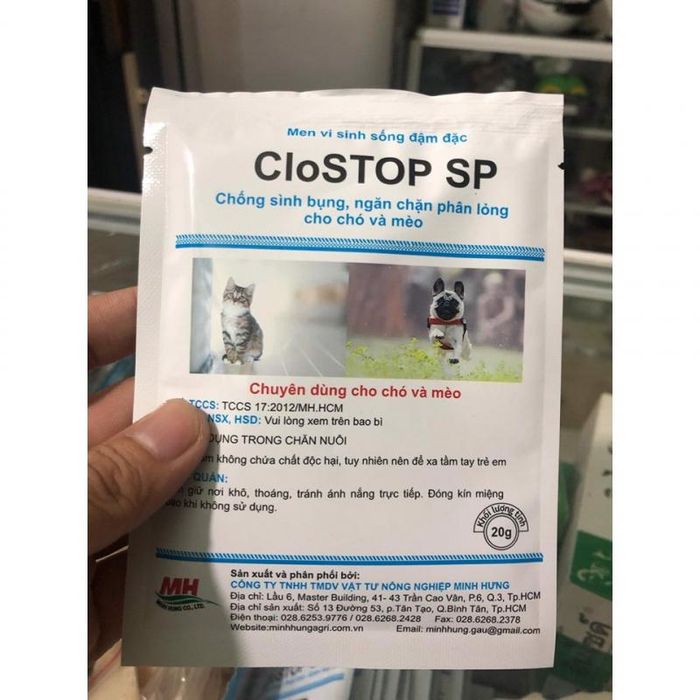 Men vi sinh sống đậm đặc
CloSTOP SP
Chống sình bụng, ngăn chặn phân lỏng
cho chó và mèo
Chuyên dùng cho chó và mèo
TCCS: TCCS 17:2012/MH.HCM
NSX, HSD: Vui lòng xem trên bao bì
DỤNG TRONG CHĂN NUÔI
không chứa chất độc hại, tuy nhiên nên để xa tầm tay trẻ em
QUẢN:
giữ nơi khô, thoáng, tránh ánh nắng trực tiếp. Đóng kín miệng
khi không sử dụng.
Khối lượng tịnh
20g
Sản xuất và phân phối bởi:
CÔNG TY TNHH TMDV VẬT TƯ NÔNG NGHIỆP MINH HƯNG
Địa chỉ: Lầu 6, Master Building, 41- 43 Trần Cao Vân, P.6, Q.3, Tp.HCM
Địa chỉ sản xuất: Số 13 Đường 53, p.Tân Tạo, Q.Bình Tân, Tp.HCM
Điện thoại: 028.6253.9776 / 028.6268.2428 Fax: 028.6268.2378
Website:minhhungagri.com.vn Email: minhhung.gau@gmail.com
MH
MINH HUNG CO., LTD.